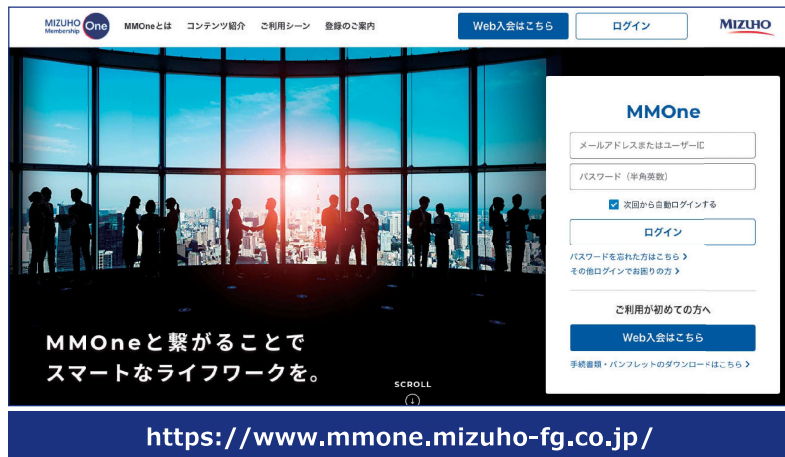 MIZUHO Membership One
MMOneとは コンテンツ紹介 ご利用シーン 登録のご案内
Web入会はこちら
ログイン
MIZUHO
MMOne
メールアドレスまたはユーザーID
パスワード（半角英数）
次回から自動ログインする
ログイン
パスワードを忘れた方はこちら
その他ログインでお困りの方
ご利用が初めての方へ
Web入会はこちら
手続書類・パンフレットのダウンロードはこちら
MMOneと繋がることで
スマートなライフワークを。
SCROLL
https://www.mmone.mizuho-fg.co.jp/